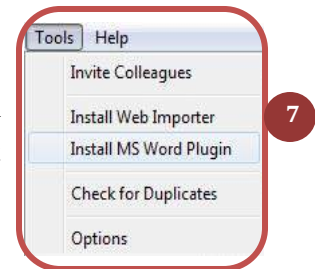 Tools Help
Invite Colleagues
Install Web Importer
7
Install MS Word Plugin
Check for Duplicates
Options